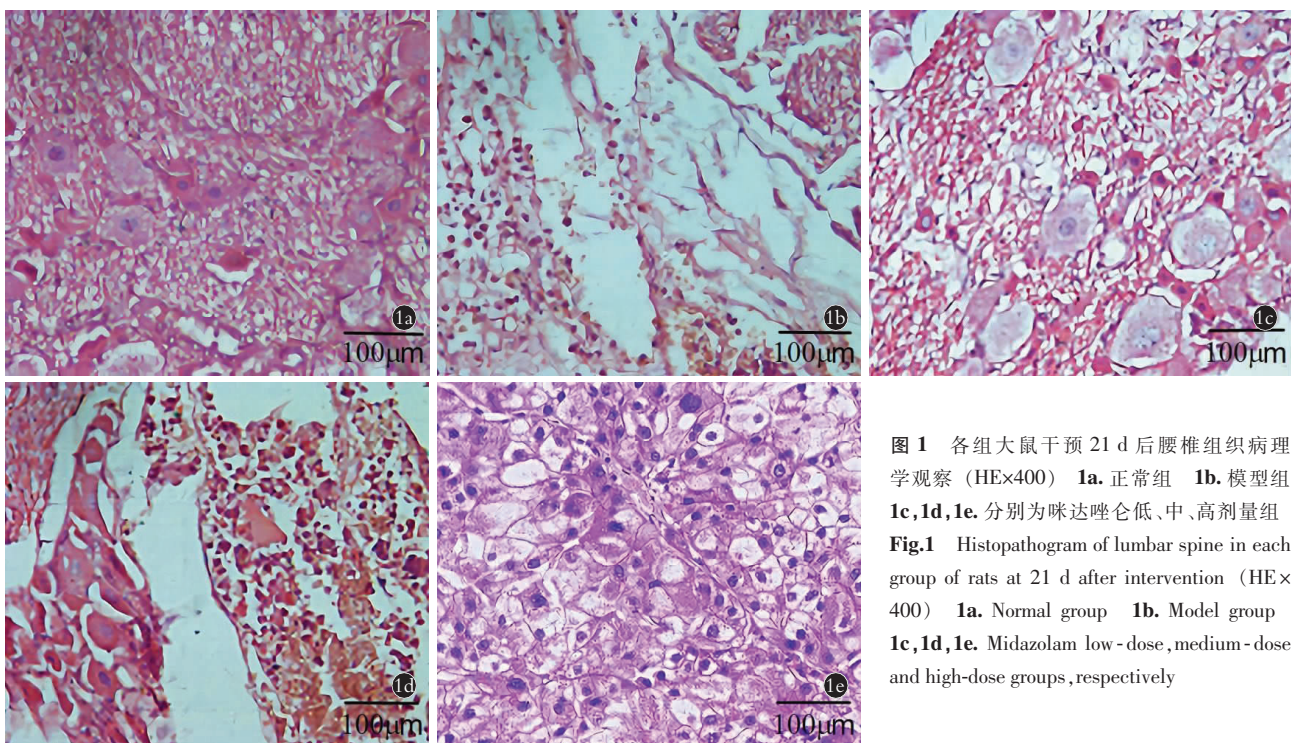 1a
100μm
1b
100μm
1c
100μm
1d
100μm
1e
100μm
图 1 各组大鼠干预 21 d 后腰椎组织病理
学观察（HE×400） 1a. 正常组 1b. 模型组
1c,1d,1e. 分别为咪达唑仑低、中、高剂量组
Fig.1 Histopathogram of lumbar spine in each
group of rats at 21 d after intervention（HE×
400） 1a. Normal group 1b. Model group
1c,1d,1e. Midazolam low-dose,medium-dose
and high-dose groups,respectively